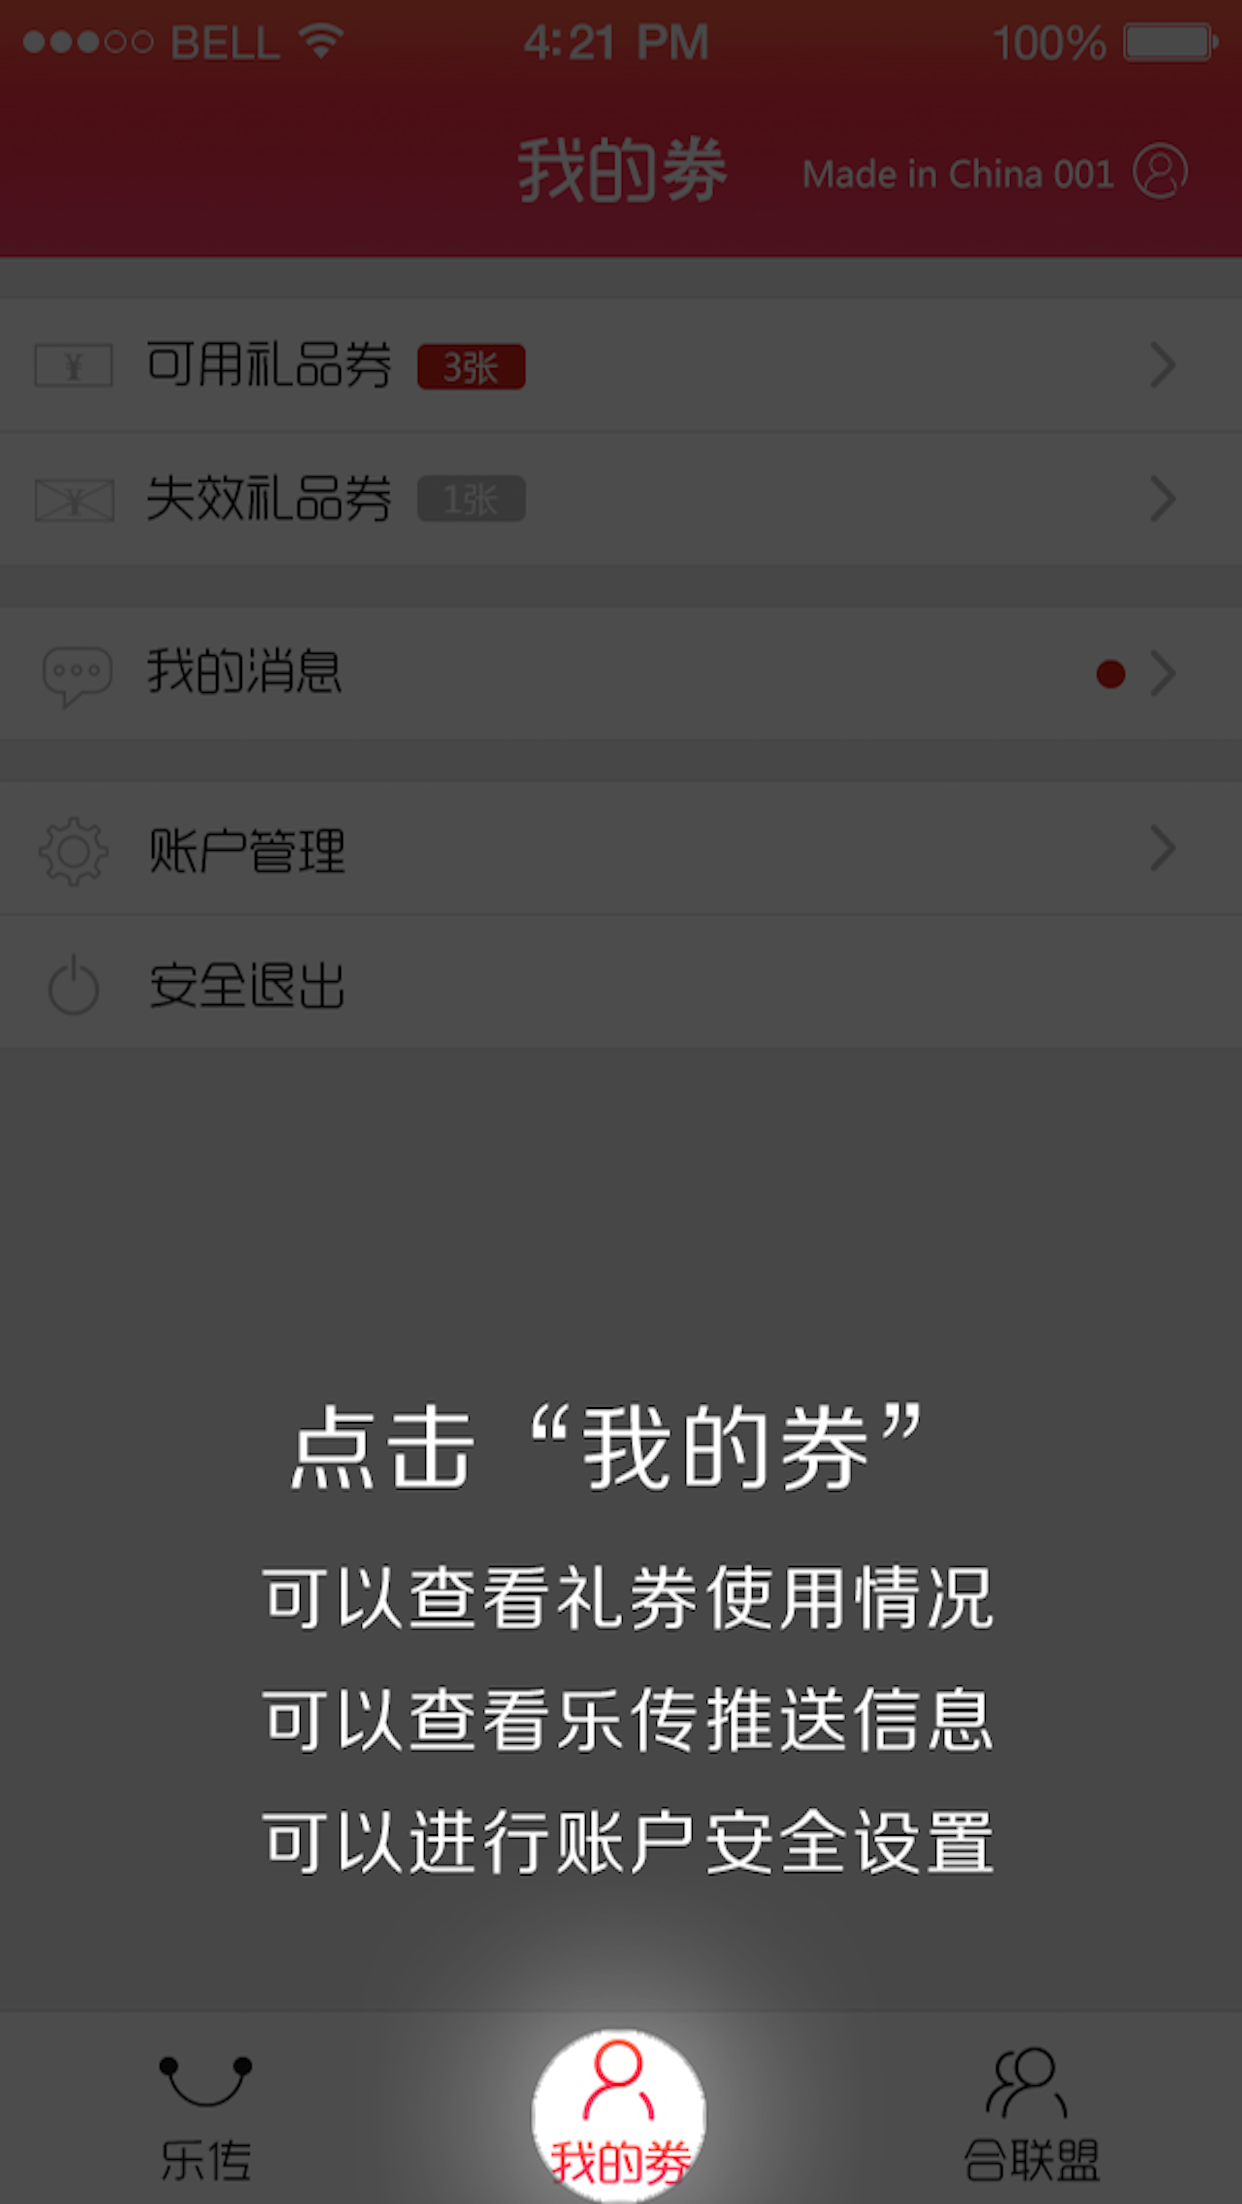 BELL 4:21 PM 100%
我的劵 Made in China 001
可用礼品券 3张
失效礼品券 1张
我的消息
账户管理
安全退出
点击“我的券”
可以查看礼券使用情况
可以查看乐传推送信息
可以进行账户安全设置
乐传 我的劵 合联盟